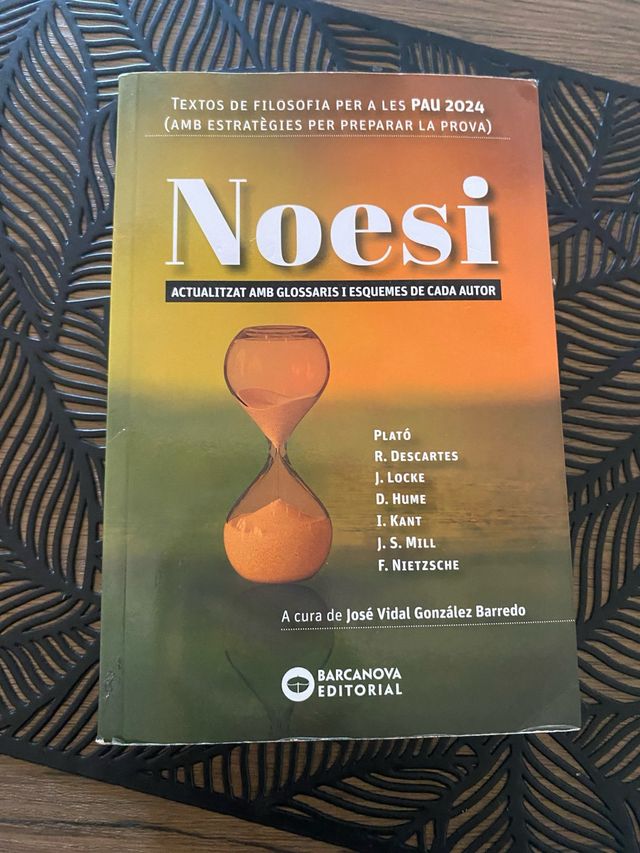 TEXTOS DE FILOSOFIA PER A LES PAU 2024
(AMB ESTRATÈGIES PER PREPARAR LA PROVA)
Noesi
ACTUALITZAT AMB GLOSSARIS I ESQUEMES DE CADA AUTOR
PLATÓ
R. DESCARTES
J. LOCKE
D. HUME
I. KANT
J. S. MILL
F. NIETZSCHE
A cura de José Vidal González Barredo
BARCANOVA
EDITORIAL